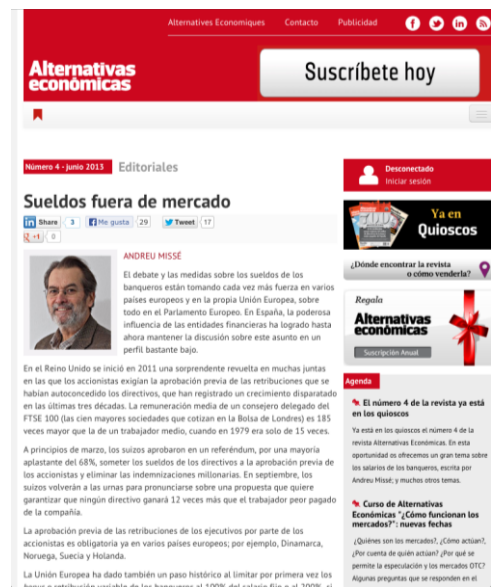 Alternatives Economiques Contacto Publicidad
Alternativas
económicas
Suscríbete hoy
Número 4 - junio 2013 Editoriales
Sueldos fuera de mercado
Share 3 Me gusta 29 Tweet 17
+1 0
ANDREU MISSÉ
El debate y las medidas sobre los sueldos de los
banqueros están tomando cada vez más fuerza en varios
países europeos y en la propia Unión Europea, sobre
todo en el Parlamento Europeo. En España, la poderosa
influencia de las entidades financieras ha logrado hasta
ahora mantener la discusión sobre este asunto en un
perfil bastante bajo.
En el Reino Unido se inició en 2011 una sorprendente revuelta en muchas juntas
en las que los accionistas exigían la aprobación previa de las retribuciones que se
habían autoconcedido los directivos, que han registrado un crecimiento disparatado
en las últimas tres décadas. La remuneración media de un consejero delegado del
FTSE 100 (las cien mayores sociedades que cotizan en la Bolsa de Londres) es 185
veces mayor que la de un trabajador medio, cuando en 1979 era solo de 15 veces.
A principios de marzo, los suizos aprobaron en un referéndum, por una mayoría
aplastante del 68%, someter los sueldos de los directivos a la aprobación previa de
los accionistas y eliminar las indemnizaciones millonarias. En septiembre, los
suizos volverán a las urnas para pronunciarse sobre una propuesta que quiere
garantizar que ningún directivo ganará 12 veces más que el trabajador peor pagado
de la compañía.
La aprobación previa de las retribuciones de los ejecutivos por parte de los
accionistas es obligatoria ya en varios países europeos; por ejemplo, Dinamarca,
Noruega, Suecia y Holanda.
La Unión Europea ha dado también un paso histórico al limitar por primera vez los
Desconectado
Iniciar sesión
Ya en
Quioscos
¿Dónde encontrar la revista
o cómo venderla?
Regala
Alternativas
económicas
Suscripción Anual
Agenda
El número 4 de la revista ya está
en los quioscos
Ya está en los quioscos el número 4 de la
revista Alternativas Económicas. En esta
oportunidad os ofrecemos un gran tema sobre
los salarios de los banqueros, escrita por
Andreu Missé; y muchos otros temas.
Curso de Alternativas
Económicas "¿Cómo funcionan los
mercados?": nuevas fechas
¿Quiénes son los mercados?, ¿Cómo actúan?,
¿Por cuenta de quién actúan? ¿Por qué se
permite la especulación y los mercados OTC?
Algunas preguntas que se responden en el